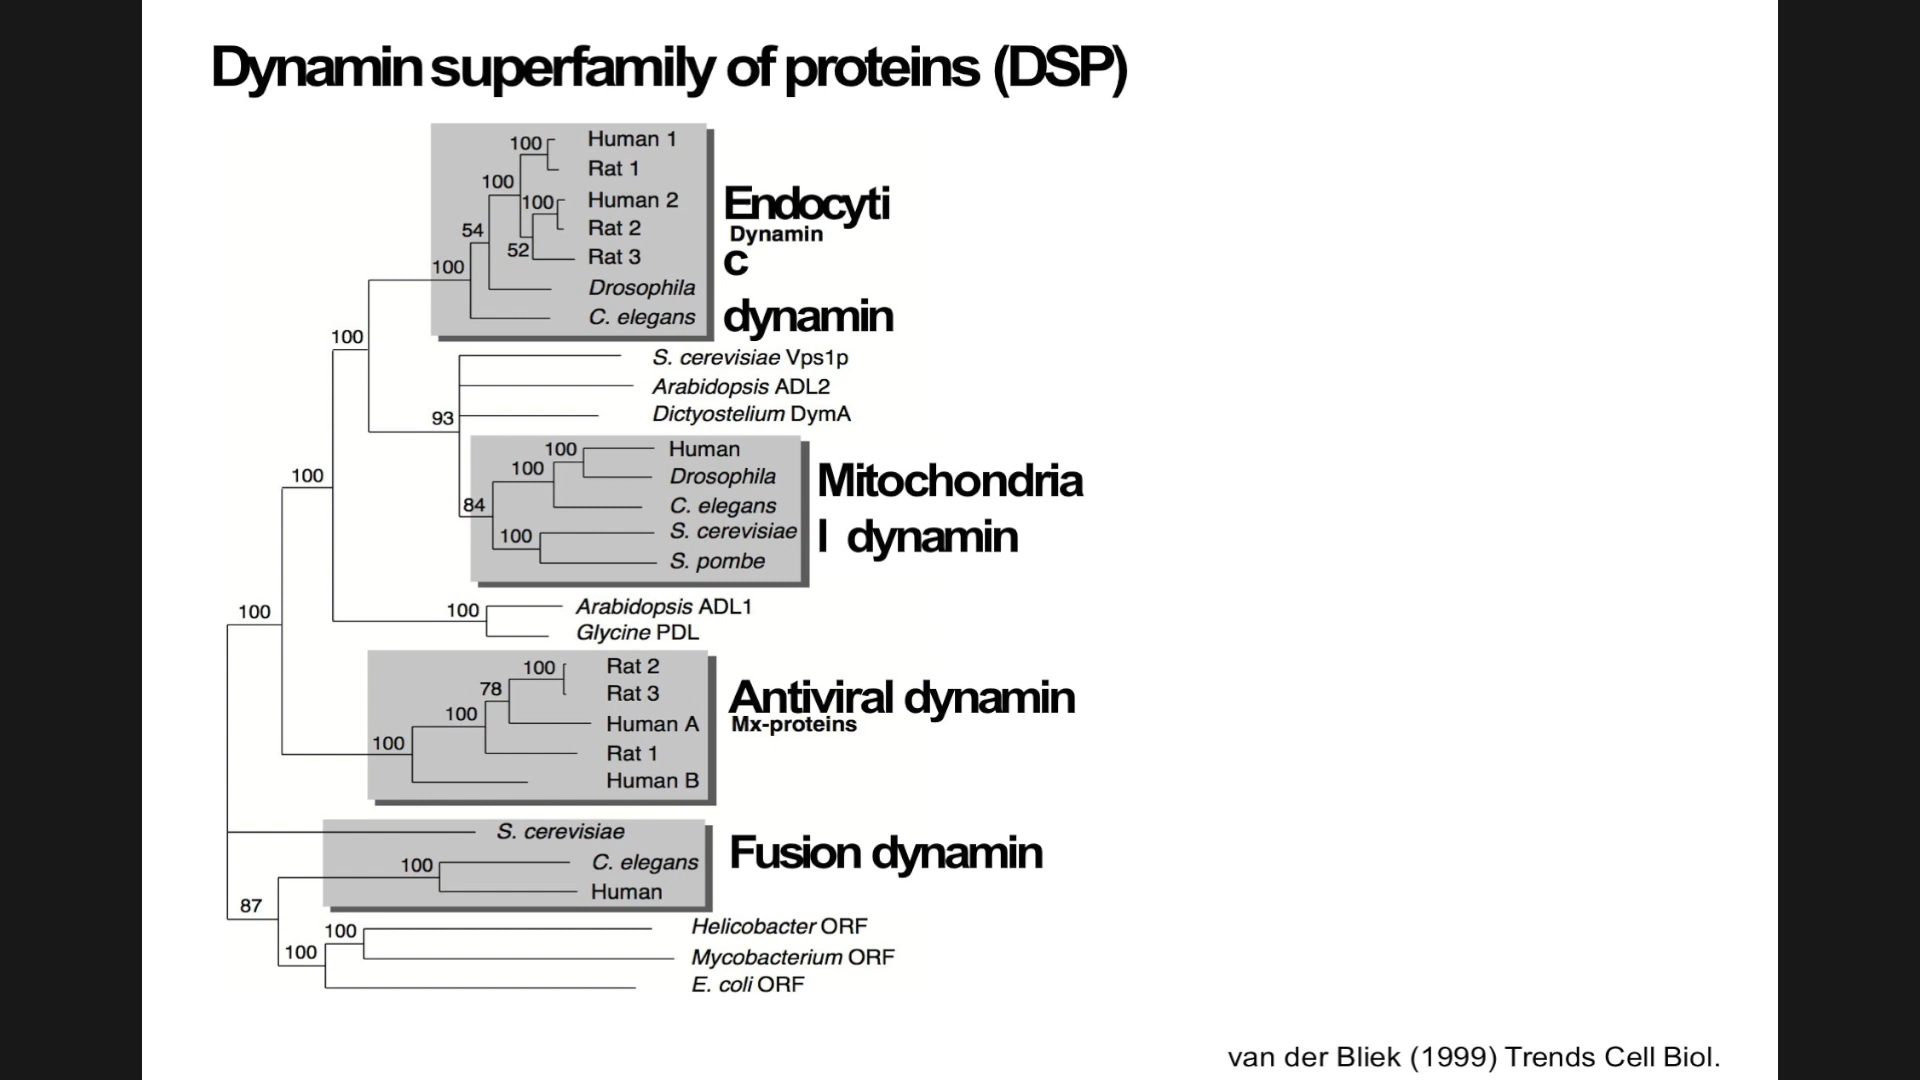 Dynamin superfamily of proteins (DSP)
100 Human 1
Rat 1
100
100 Human 2
Rat 2
54
52 Rat 3
100
Drosophila
C. elegans
Endocyti
Dynamin
c
dynamin
100
S. cerevisiae Vps1p
Arabidopsis ADL2
Dictyostelium DymA
93
100 Human
100 Drosophila
C. elegans
84
100 S. cerevisiae
S. pombe
Mitochondria
l dynamin
100
100 Arabidopsis ADL1
Glycine PDL
100
100 Rat 2
78 Rat 3
100 Human A
100 Rat 1
Human B
Antiviral dynamin
Mx-proteins
S. cerevisiae
100 C. elegans
Human
Fusion dynamin
87
100 Helicobacter ORF
100 Mycobacterium ORF
E. coli ORF
van der Bliek (1999) Trends Cell Biol.